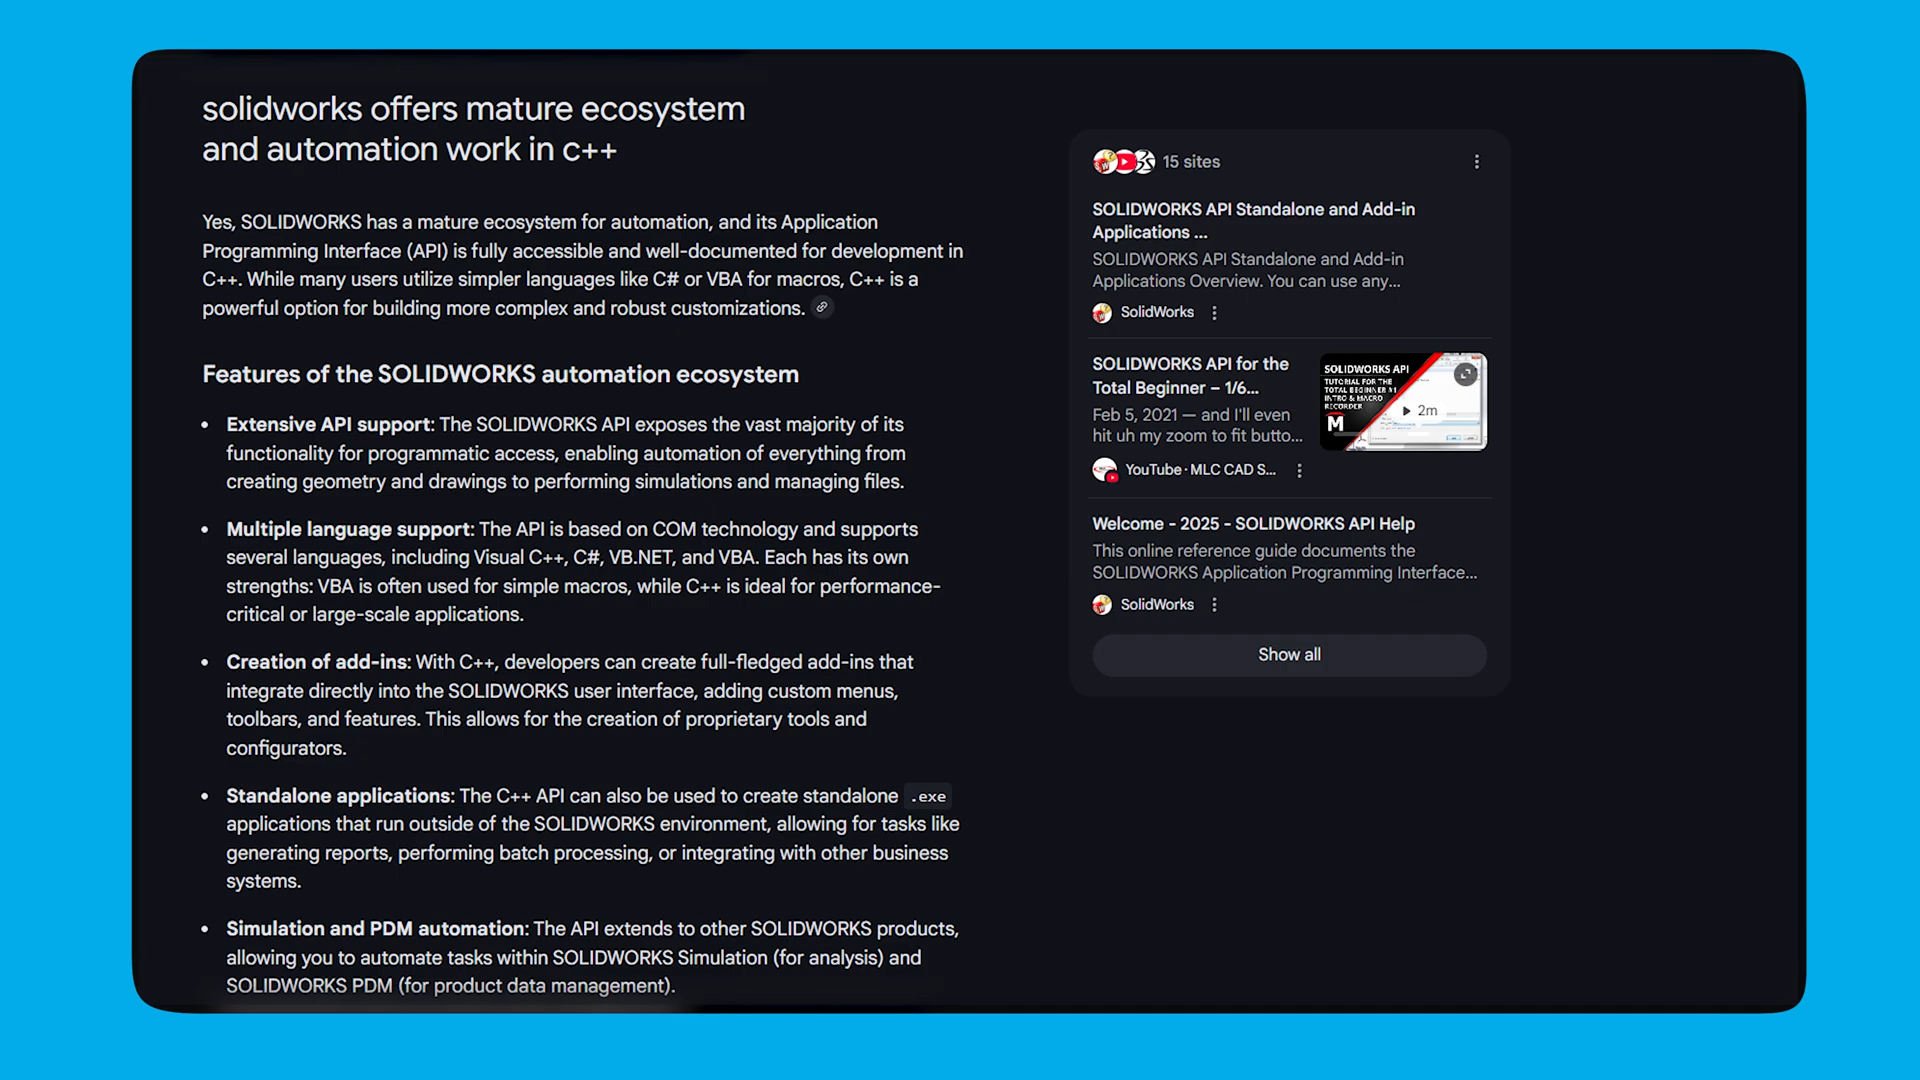 solidworks offers mature ecosystem
and automation work in c++
Yes, SOLIDWORKS has a mature ecosystem for automation, and its Application
Programming Interface (API) is fully accessible and well-documented for development in
C++. While many users utilize simpler languages like C# or VBA for macros, C++ is a
powerful option for building more complex and robust customizations.
Features of the SOLIDWORKS automation ecosystem
• Extensive API support: The SOLIDWORKS API exposes the vast majority of its
functionality for programmatic access, enabling automation of everything from
creating geometry and drawings to performing simulations and managing files.
• Multiple language support: The API is based on COM technology and supports
several languages, including Visual C++, C#, VB.NET, and VBA. Each has its own
strengths: VBA is often used for simple macros, while C++ is ideal for performance-
critical or large-scale applications.
• Creation of add-ins: With C++, developers can create full-fledged add-ins that
integrate directly into the SOLIDWORKS user interface, adding custom menus,
toolbars, and features. This allows for the creation of proprietary tools and
configurators.
• Standalone applications: The C++ API can also be used to create standalone .exe
applications that run outside of the SOLIDWORKS environment, allowing for tasks like
generating reports, performing batch processing, or integrating with other business
systems.
• Simulation and PDM automation: The API extends to other SOLIDWORKS products,
allowing you to automate tasks within SOLIDWORKS Simulation (for analysis) and
SOLIDWORKS PDM (for product data management).
15 sites
SOLIDWORKS API Standalone and Add-in
Applications ...
SOLIDWORKS API Standalone and Add-in
Applications Overview. You can use any...
SolidWorks
SOLIDWORKS API for the
Total Beginner – 1/6...
Feb 5, 2021 — and I'll even
hit uh my zoom to fit butto...
YouTube · MLC CAD S...
SOLIDWORKS API
TUTORIAL FOR THE
TOTAL BEGINNER #1
INTRO & MACRO
RECORDER
M
2m
Welcome - 2025 - SOLIDWORKS API Help
This online reference guide documents the
SOLIDWORKS Application Programming Interface...
SolidWorks
Show all